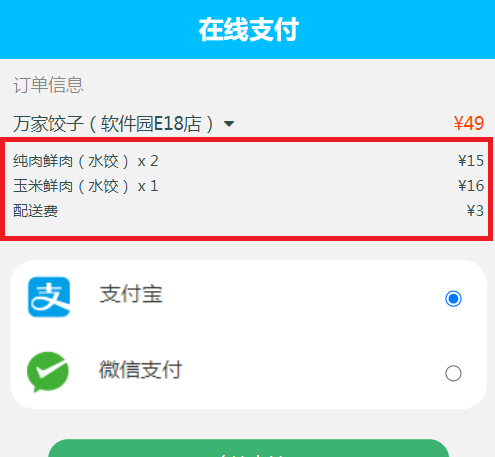 在线支付
订单信息
万家饺子（软件园E18店） ¥49
纯肉鲜肉（水饺） x 2 ¥15
玉米鲜肉（水饺） x 1 ¥16
配送费 ¥3
支付宝
微信支付